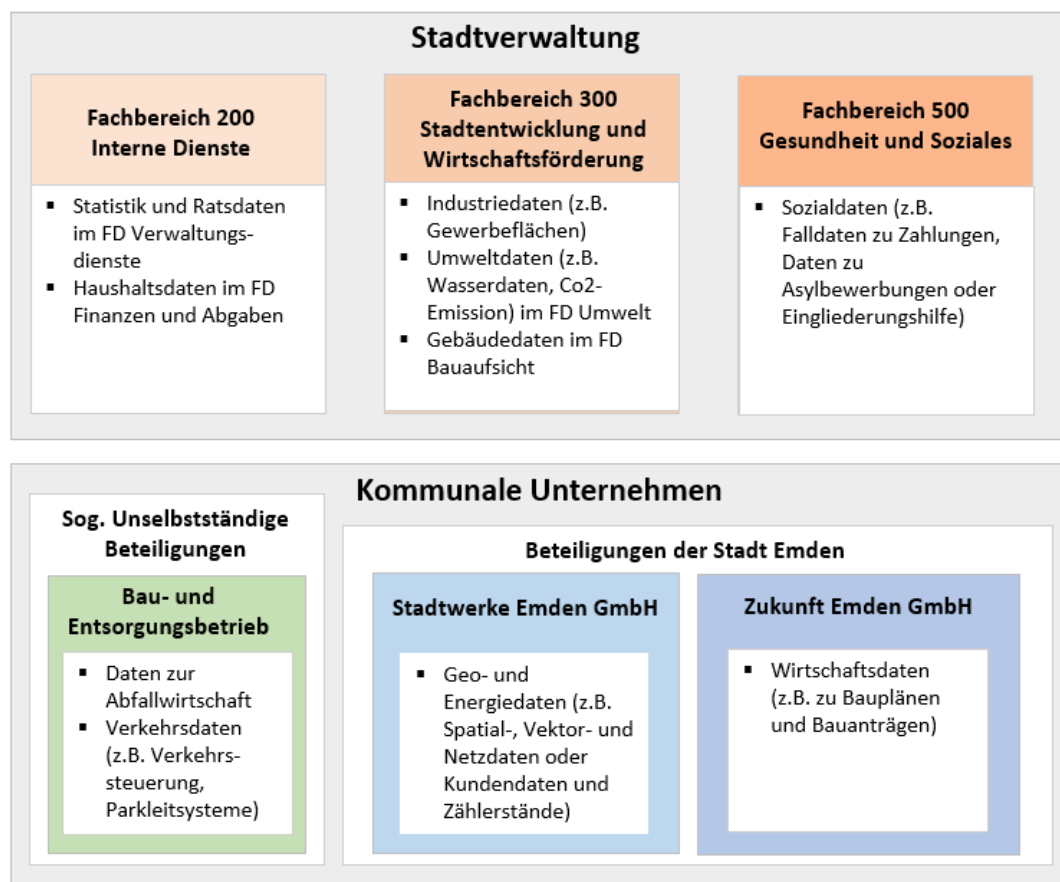 Stadtverwaltung
Fachbereich 200
Interne Dienste
▪ Statistik und Ratsdaten
im FD Verwaltungs-
dienste
▪ Haushaltsdaten im FD
Finanzen und Abgaben
Fachbereich 300
Stadtentwicklung und
Wirtschaftsförderung
▪ Industriedaten (z.B.
Gewerbeflächen)
▪ Umweltdaten (z.B.
Wasserdaten, Co2-
Emission) im FD Umwelt
▪ Gebäudedaten im FD
Bauaufsicht
Fachbereich 500
Gesundheit und Soziales
▪ Sozialdaten (z.B.
Falldaten zu Zahlungen,
Daten zu
Asylbewerbungen oder
Eingliederungshilfe)
Kommunale Unternehmen
Sog. Unselbstständige
Beteiligungen
Bau- und
Entsorgungsbetrieb
▪ Daten zur
Abfallwirtschaft
▪ Verkehrsdaten
(z.B. Verkehrs-
steuerung,
Parkleitsysteme)
Beteiligungen der Stadt Emden
Stadtwerke Emden GmbH
▪ Geo- und
Energiedaten (z.B.
Spatial-, Vektor- und
Netzdaten oder
Kundendaten und
Zählerstände)
Zukunft Emden GmbH
▪ Wirtschaftsdaten
(z.B. zu Bauplänen
und Bauanträgen)